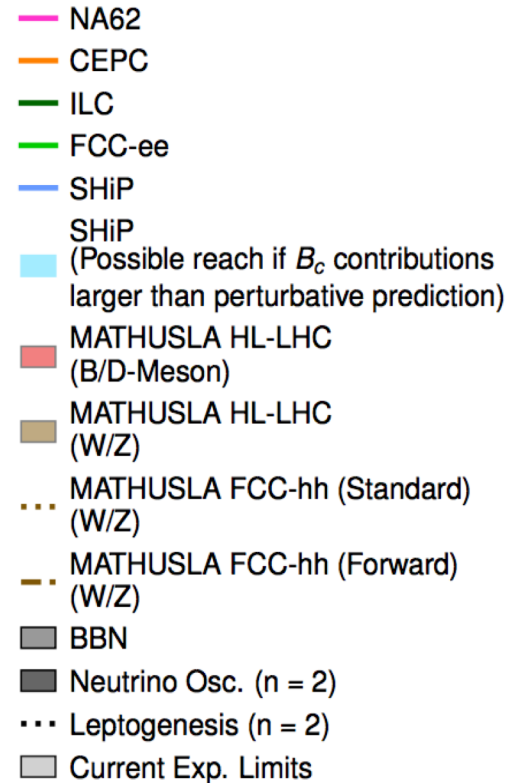 NA62
CEPC
ILC
FCC-ee
SHiP
SHiP
(Possible reach if Bc contributions
larger than perturbative prediction)
MATHUSLA HL-LHC
(B/D-Meson)
MATHUSLA HL-LHC
(W/Z)
MATHUSLA FCC-hh (Standard)
(W/Z)
MATHUSLA FCC-hh (Forward)
(W/Z)
BBN
Neutrino Osc. (n = 2)
Leptogenesis (n = 2)
Current Exp. Limits